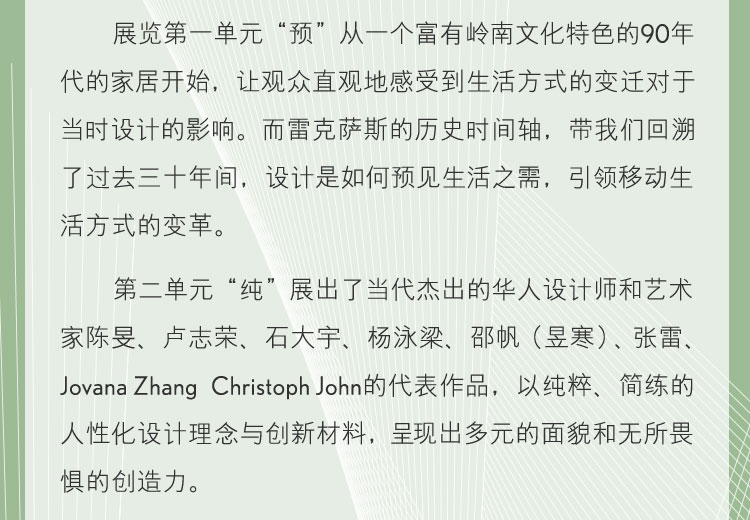 展览第一单元“预”从一个富有岭南文化特色的90年
代的家居开始，让观众直观地感受到生活方式的变迁对于
当时设计的影响。而雷克萨斯的历史时间轴，带我们回溯
了过去三十年间，设计是如何预见生活之需，引领移动生
活方式的变革。
第二单元“纯”展出了当代杰出的华人设计师和艺术
家陈旻、卢志荣、石大宇、杨泳梁、邵帆（昱寒）、张雷、
Jovana Zhang Christoph John的代表作品，以纯粹、简练的
人性化设计理念与创新材料，呈现出多元的面貌和无所畏
惧的创造力。